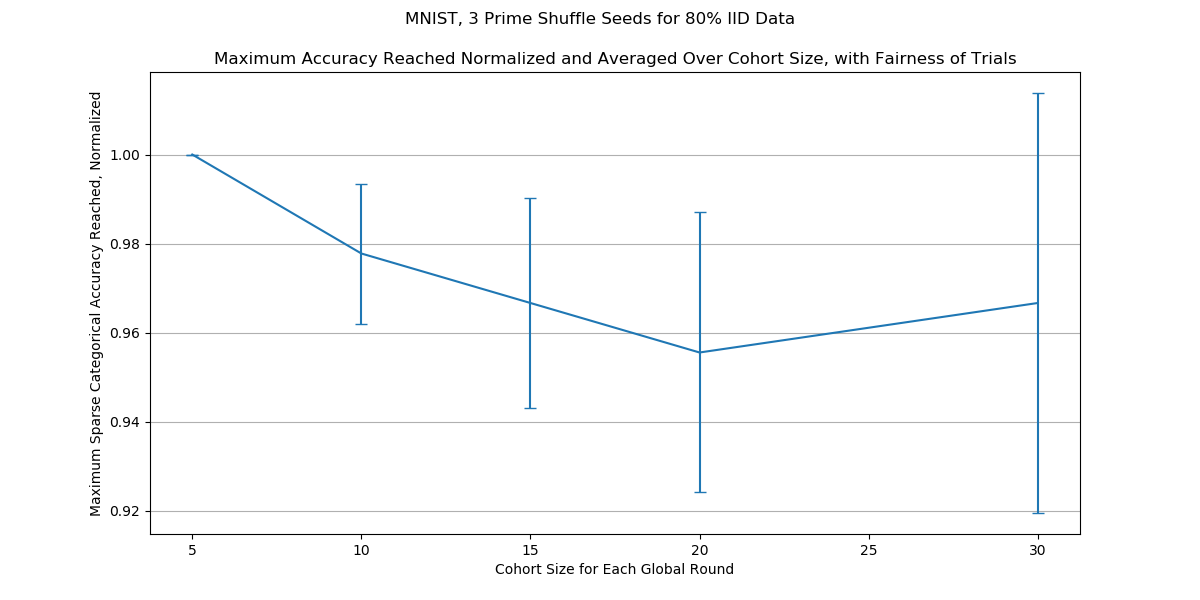 MNIST, 3 Prime Shuffle Seeds for 80% IID Data
Maximum Accuracy Reached Normalized and Averaged Over Cohort Size, with Fairness of Trials
Maximum Sparse Categorical Accuracy Reached, Normalized
1.00
0.98
0.96
0.94
0.92
5 10 15 20 25 30
Cohort Size for Each Global Round